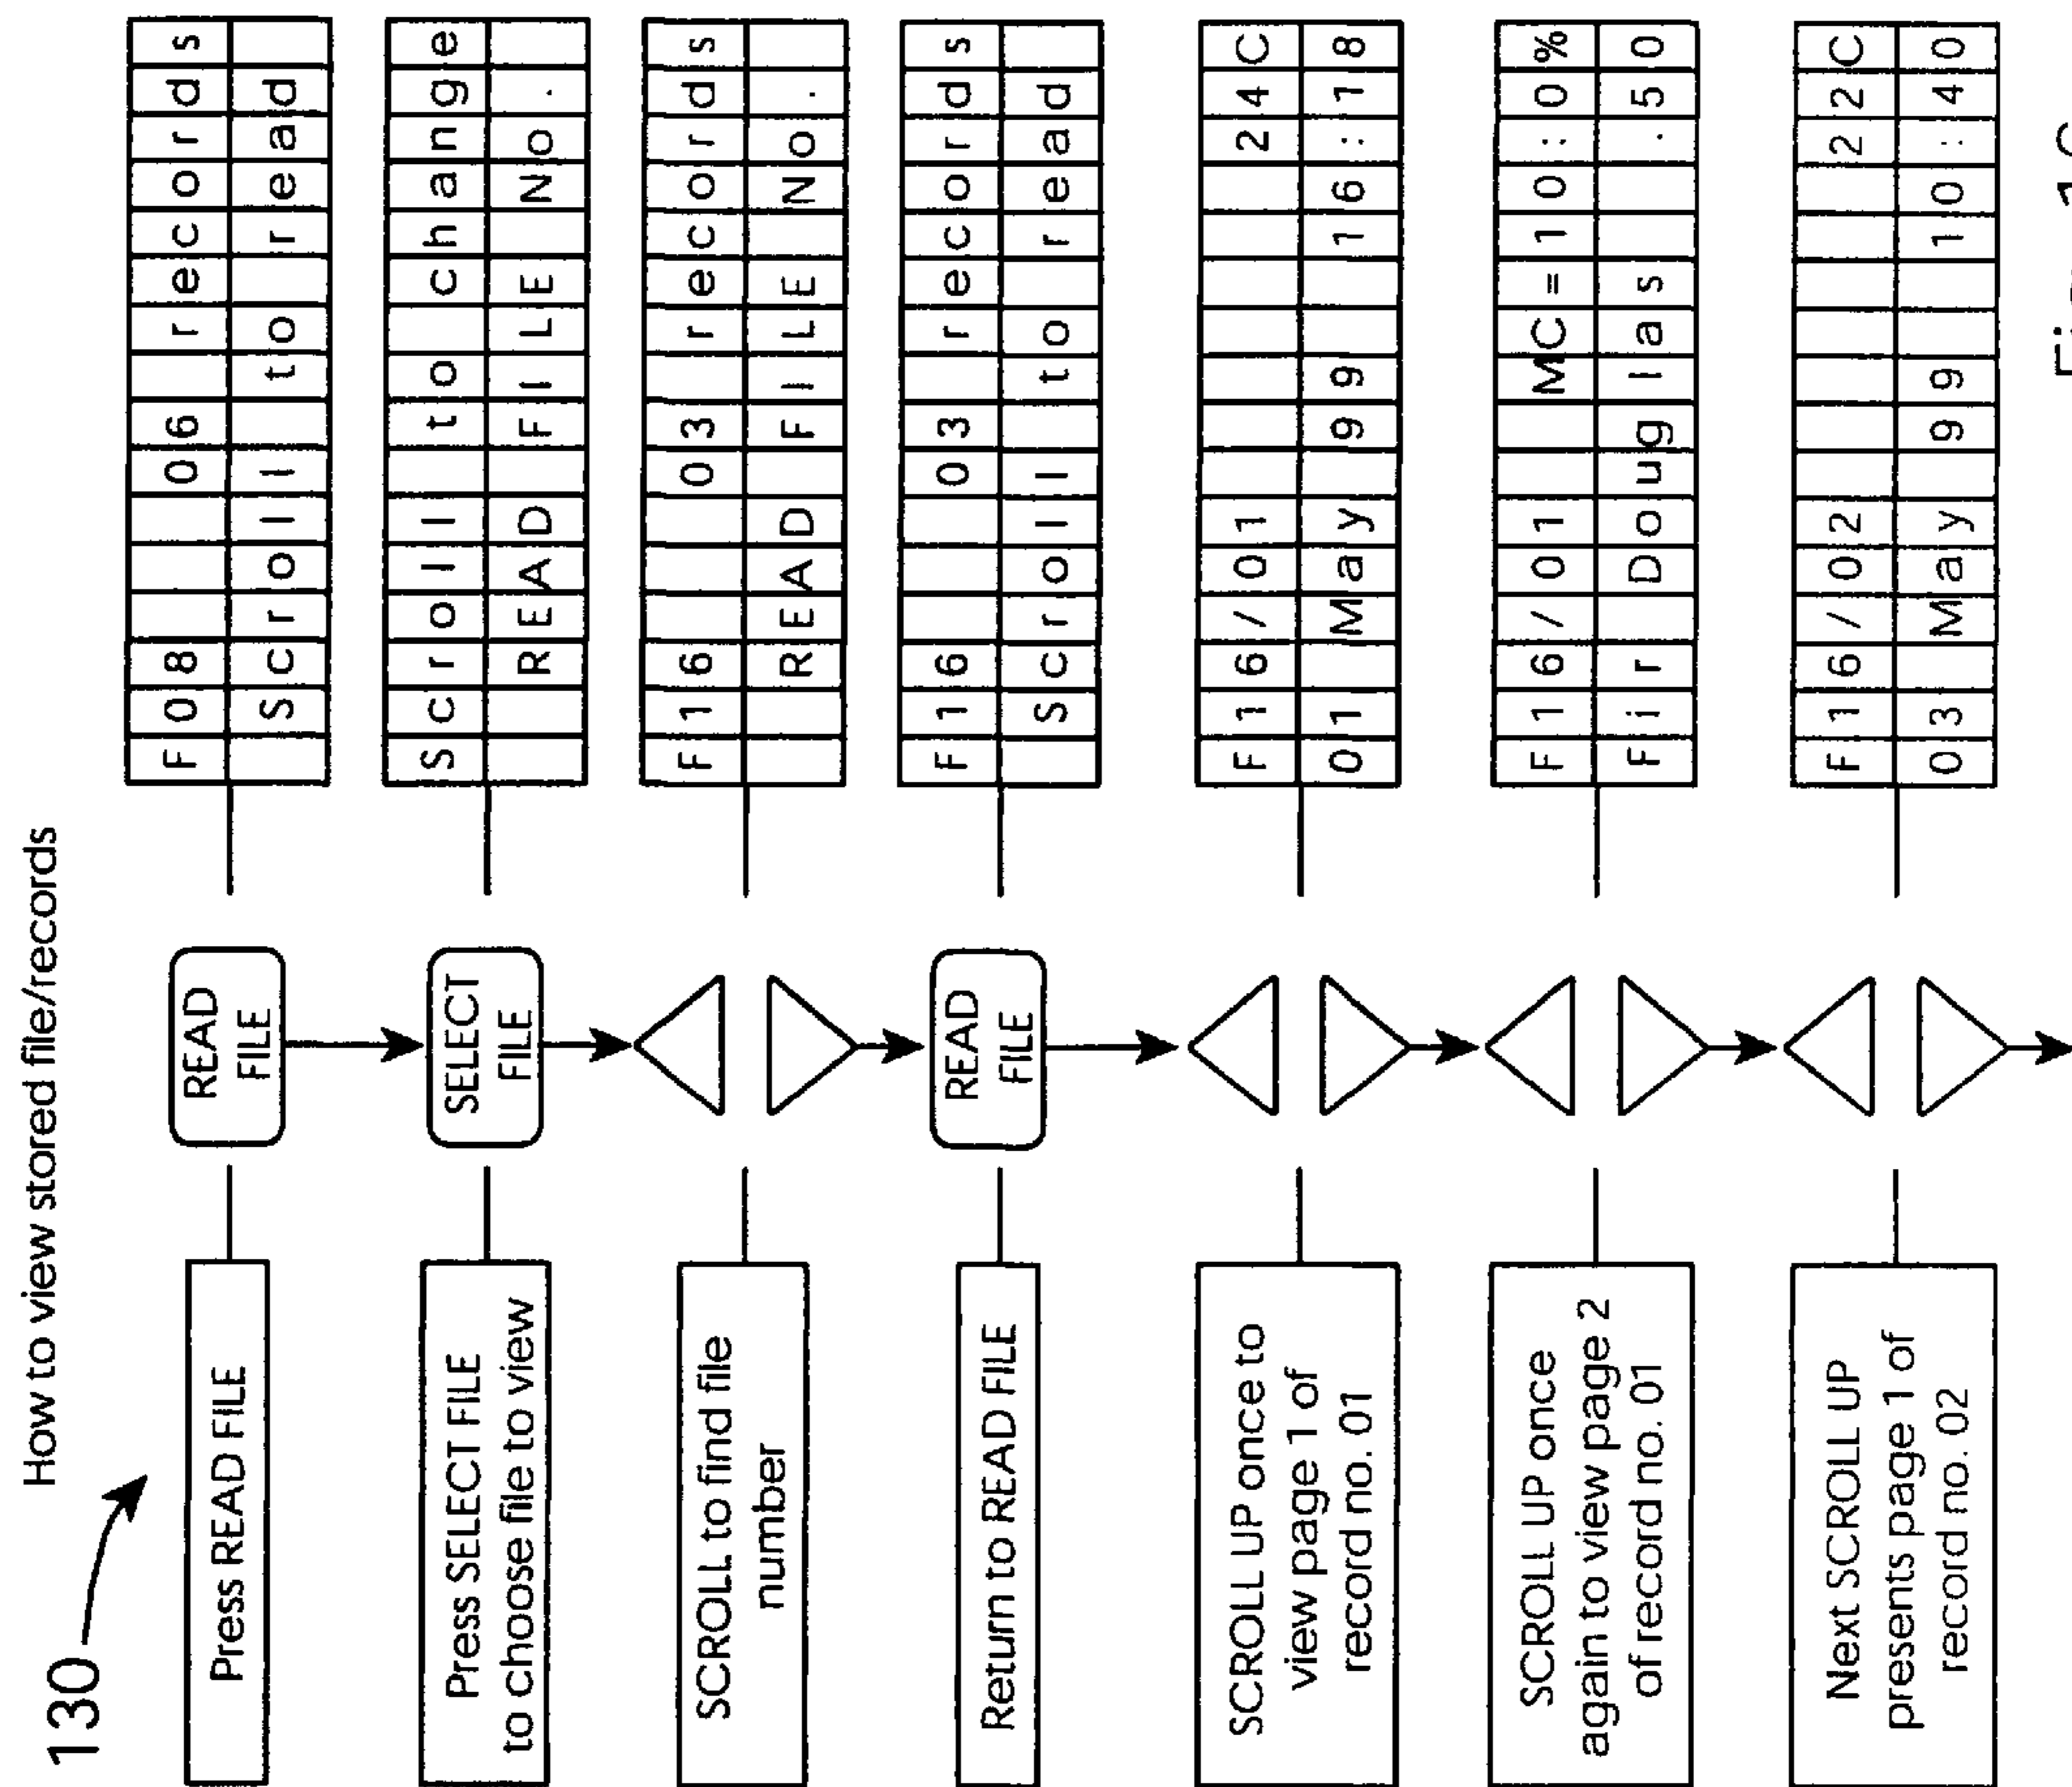 How to view stored file/records
130
Press READ FILE
READ
FILE
F08 06 records
Scroll to read
Press SELECT FILE
to choose file to view
SELECT
FILE
Scroll to change
READ FILE No.
SCROLL to find file
number
F16 03 records
READ FILE No.
Return to READ FILE
READ
FILE
F16 03 records
Scroll to read
SCROLL UP once to
view page 1 of
record no. 01
F16/01 24C
01 May 99 16:18
SCROLL UP once
again to view page 2
of record no. 01
F16/01 MC=10:0%
Fir Douglas .50
Next SCROLL UP
presents page 1 of
record no. 02
F16/02 22C
03 May 99 10:40